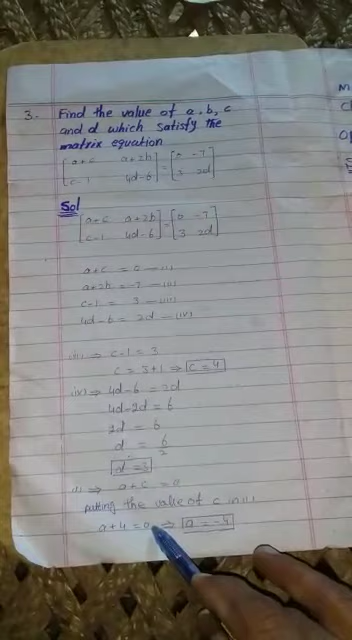 3. Find the value of a, b, c
and d which satisfy the
matrix equation
[a+c a+2b
c-1 4d-6] = [0 -7
3 2d]
Sol
[a+c a+2b
c-1 4d-6] = [0 -7
3 2d]
a+c = 0 —(i)
a+2b = -7 —(ii)
c-1 = 3 —(iii)
4d-6 = 2d —(iv)
(iii) ⇒ c-1 = 3
c = 3+1 ⇒ c = 4
(iv) ⇒ 4d-6 = 2d
4d-2d = 6
2d = 6
d = 6/2
d = 3
(i) ⇒ a+c = 0
putting the value of c in (i)
a+4 = 0 ⇒ a = -4